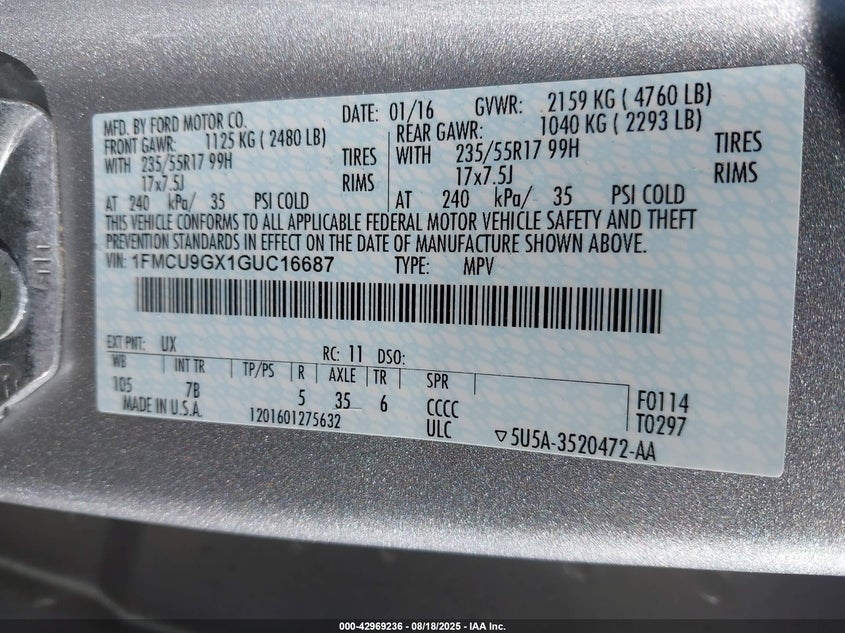 MFD. BY FORD MOTOR CO.
DATE: 01/16 GVWR: 2159 KG ( 4760 LB)
FRONT GAWR: 1125 KG ( 2480 LB)
REAR GAWR: 1040 KG ( 2293 LB)
WITH 235/55R17 99H TIRES
WITH 235/55R17 99H TIRES
17x7.5J RIMS
17x7.5J RIMS
AT 240 kPa/ 35 PSI COLD
AT 240 kPa/ 35 PSI COLD
THIS VEHICLE CONFORMS TO ALL APPLICABLE FEDERAL MOTOR VEHICLE SAFETY AND THEFT
PREVENTION STANDARDS IN EFFECT ON THE DATE OF MANUFACTURE SHOWN ABOVE.
VIN: 1FMCU9GX1GUC16687 TYPE: MPV
EXT PNT: UX RC: 11 DSO:
WB INT TR TP/PS R AXLE TR SPR
105 7B 5 35 6 CCCC F0114
MADE IN U.S.A. 1201601275632 ULC T0297
▽5U5A-3520472-AA
000-42969236 - 08/18/2025 - IAA Inc.